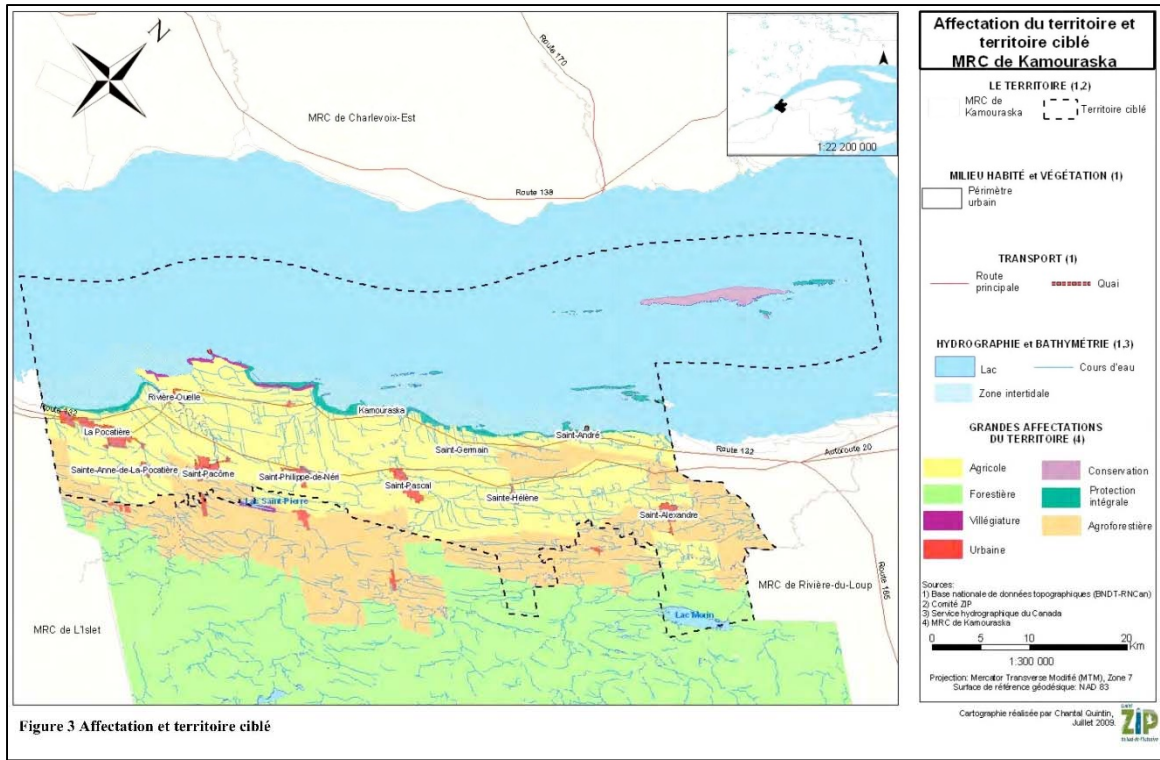 N
Route 170
MRC de Charlevoix-Est
Route 138
1:22 200 000
Rivière-Ouelle
Route 132
Kamouraska
La Pocatière
Saint-André
Saint-Germain
Route 132
Autoroute 20
Sainte-Anne-de-La-Pocatière
Saint-Pacôme
Saint-Philippe-de-Néri
Saint-Pascal
Sainte-Hélène
Lac Saint-Pierre
Saint-Alexandre
MRC de Rivière-du-Loup
Route 185
Lac Morin
MRC de L'Islet
Figure 3 Affectation et territoire ciblé
Affectation du territoire et
territoire ciblé
MRC de Kamouraska
LE TERRITOIRE (1,2)
MRC de
Kamouraska
Territoire ciblé
MILIEU HABITÉ et VÉGÉTATION (1)
Périmètre
urbain
TRANSPORT (1)
Route
principale
Quai
HYDROGRAPHIE et BATHYMÉTRIE (1,3)
Lac
Cours d'eau
Zone intertidale
GRANDES AFFECTATIONS
DU TERRITOIRE (4)
Agricole
Conservation
Forestière
Protection
intégrale
Villégiature
Agroforestière
Urbaine
Sources:
1) Base nationale de données topographiques (BNDT-RNCan)
2) Comité ZIP
3) Service hydrographique du Canada
4) MRC de Kamouraska
0 5 10 20
Km
1:300 000
Projection: Mercator Transverse Modifié (MTM), Zone 7
Surface de référence géodésique: NAD 83
Cartographie réalisée par Chantal Quintin,
Juillet 2009.
ZIP